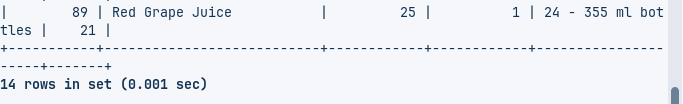 |        89 | Red Grape Juice           |         25 |          1 | 24 - 355 ml bot
tles |    21 |
+-----------+---------------------------+------------+------------+----------------
-----+-------+
14 rows in set (0.001 sec)